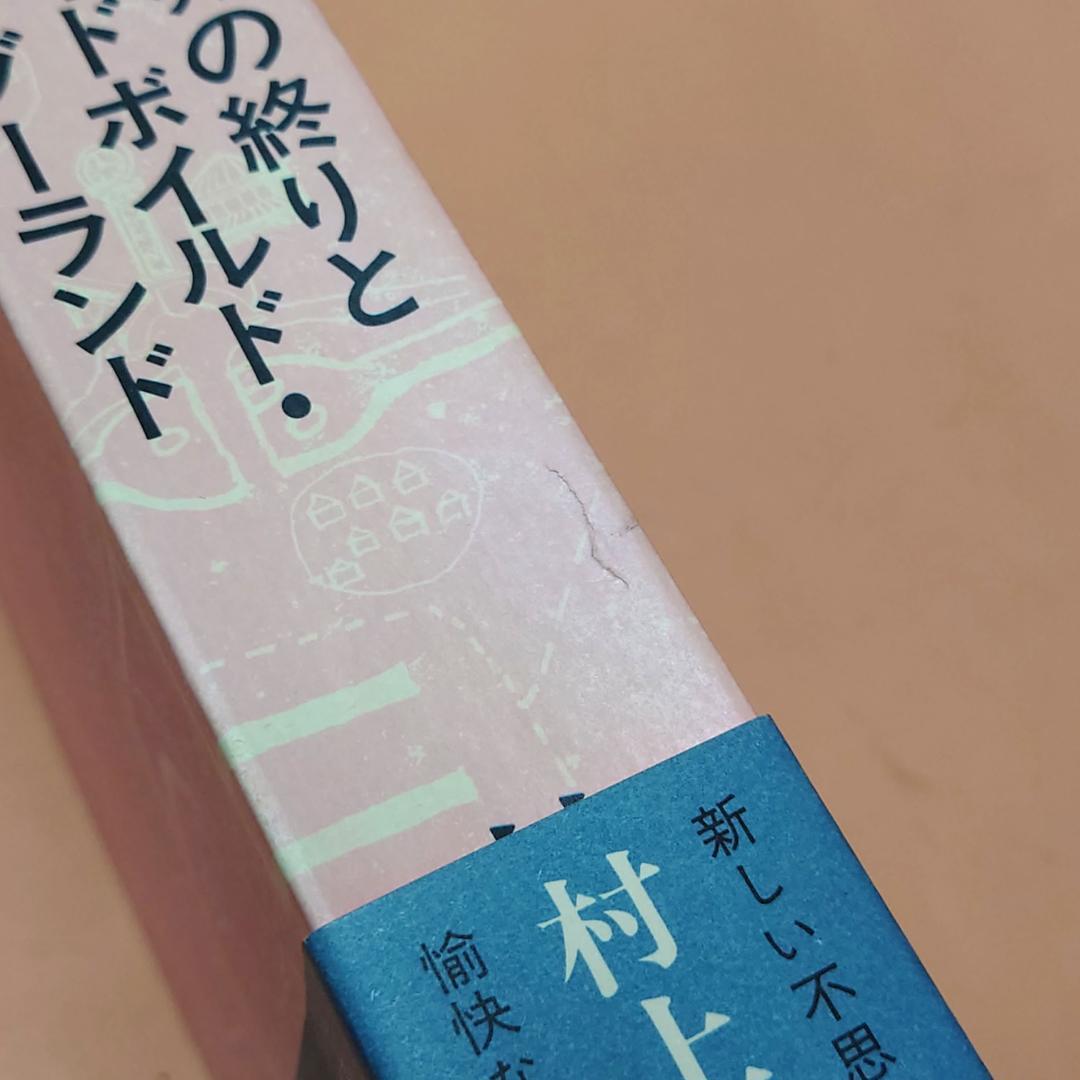 の終りと
ドボイルド・
ーランド
新しい不思
村上
愉快な